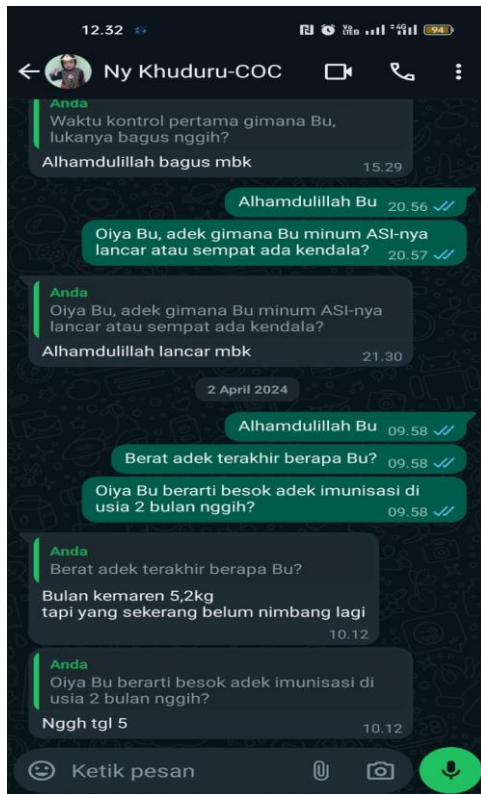 12.32
94
Ny Khuduru-COC
Anda
Waktu kontrol pertama gimana Bu,
lukanya bagus nggih?
Alhamdulillah bagus mbk
15.29
Alhamdulillah Bu 20.56
Oiya Bu, adek gimana Bu minum ASI-nya
lancar atau sempat ada kendala? 20.57
Anda
Oiya Bu, adek gimana Bu minum ASI-nya
lancar atau sempat ada kendala?
Alhamdulillah lancar mbk
21.30
2 April 2024
Alhamdulillah Bu 09.58
Berat adek terakhir berapa Bu? 09.58
Oiya Bu berarti besok adek imunisasi di
usia 2 bulan nggih? 09.58
Anda
Berat adek terakhir berapa Bu?
Bulan kemaren 5,2kg
tapi yang sekerang belum nimbang lagi
10.12
Anda
Oiya Bu berarti besok adek imunisasi di
usia 2 bulan nggih?
Nggh tgl 5
10.12
Ketik pesan